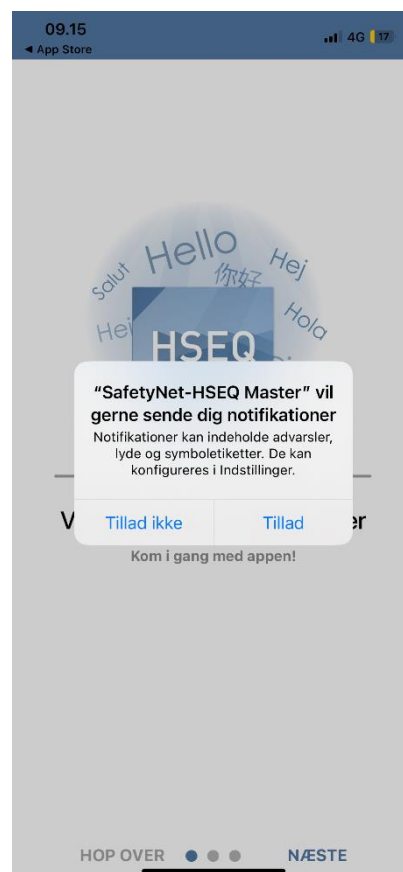 09.15
4G 17
◀ App Store
Hello
Hej
Salut
你好
Hola
Hei
HSEQ
“SafetyNet-HSEQ Master” vil
gerne sende dig notifikationer
Notifikationer kan indeholde advarsler,
lyde og symboletiketter. De kan
konfigureres i Indstillinger.
Tillad ikke
Tillad
Kom i gang med appen!
HOP OVER
NÆSTE